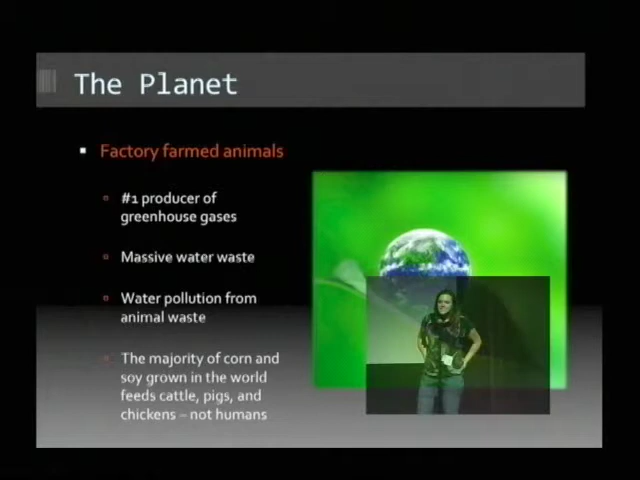 The Planet
Factory farmed animals
#1 producer of
greenhouse gases
Massive water waste
Water pollution from
animal waste
The majority of corn and
soy grown in the world
feeds cattle, pigs, and
chickens – not humans